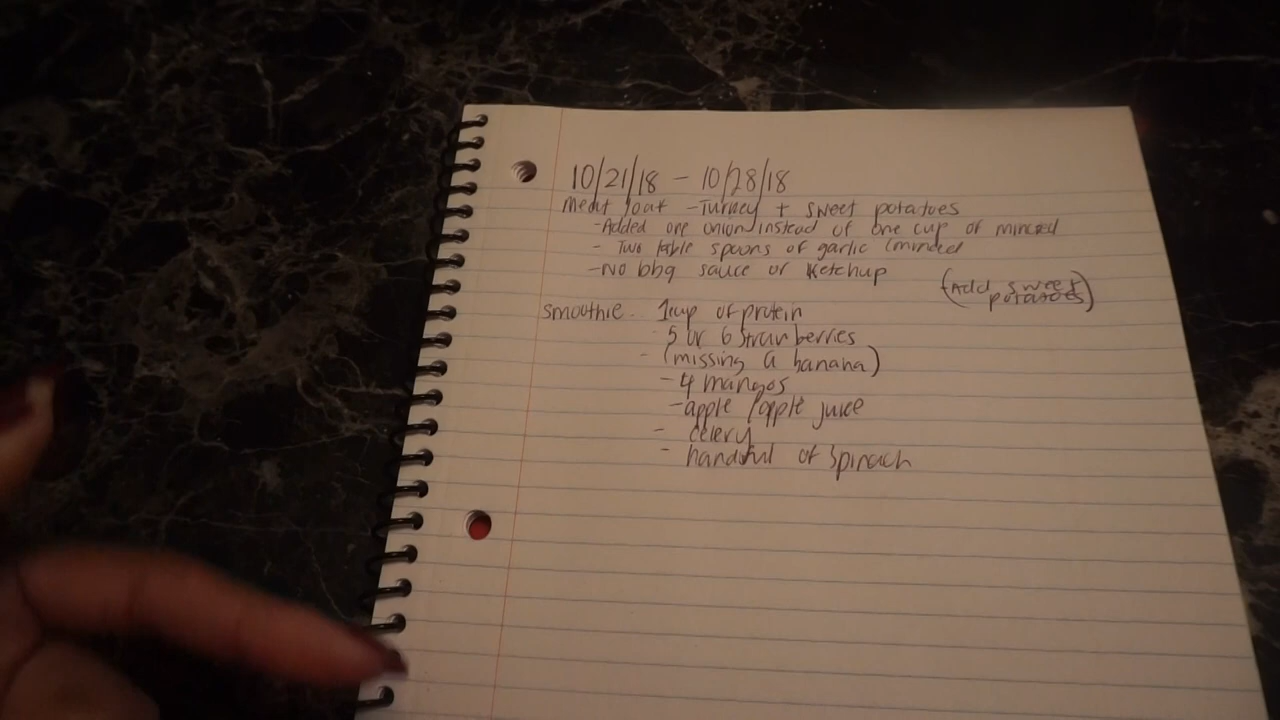 10/21/18 - 10/28/18
Meat loaf - Turkey + sweet potatoes
- Added one onion instead of one cup of minced
- Two table spoons of garlic (minced
- No bbq sauce or Ketchup
(Add sweet
potatoes)
smoothie. 1cup of protein
- 5 or 6 Strawberries
- (missing a banana)
- 4 mangos
- apple / apple juice
- celery
- handful of spinach